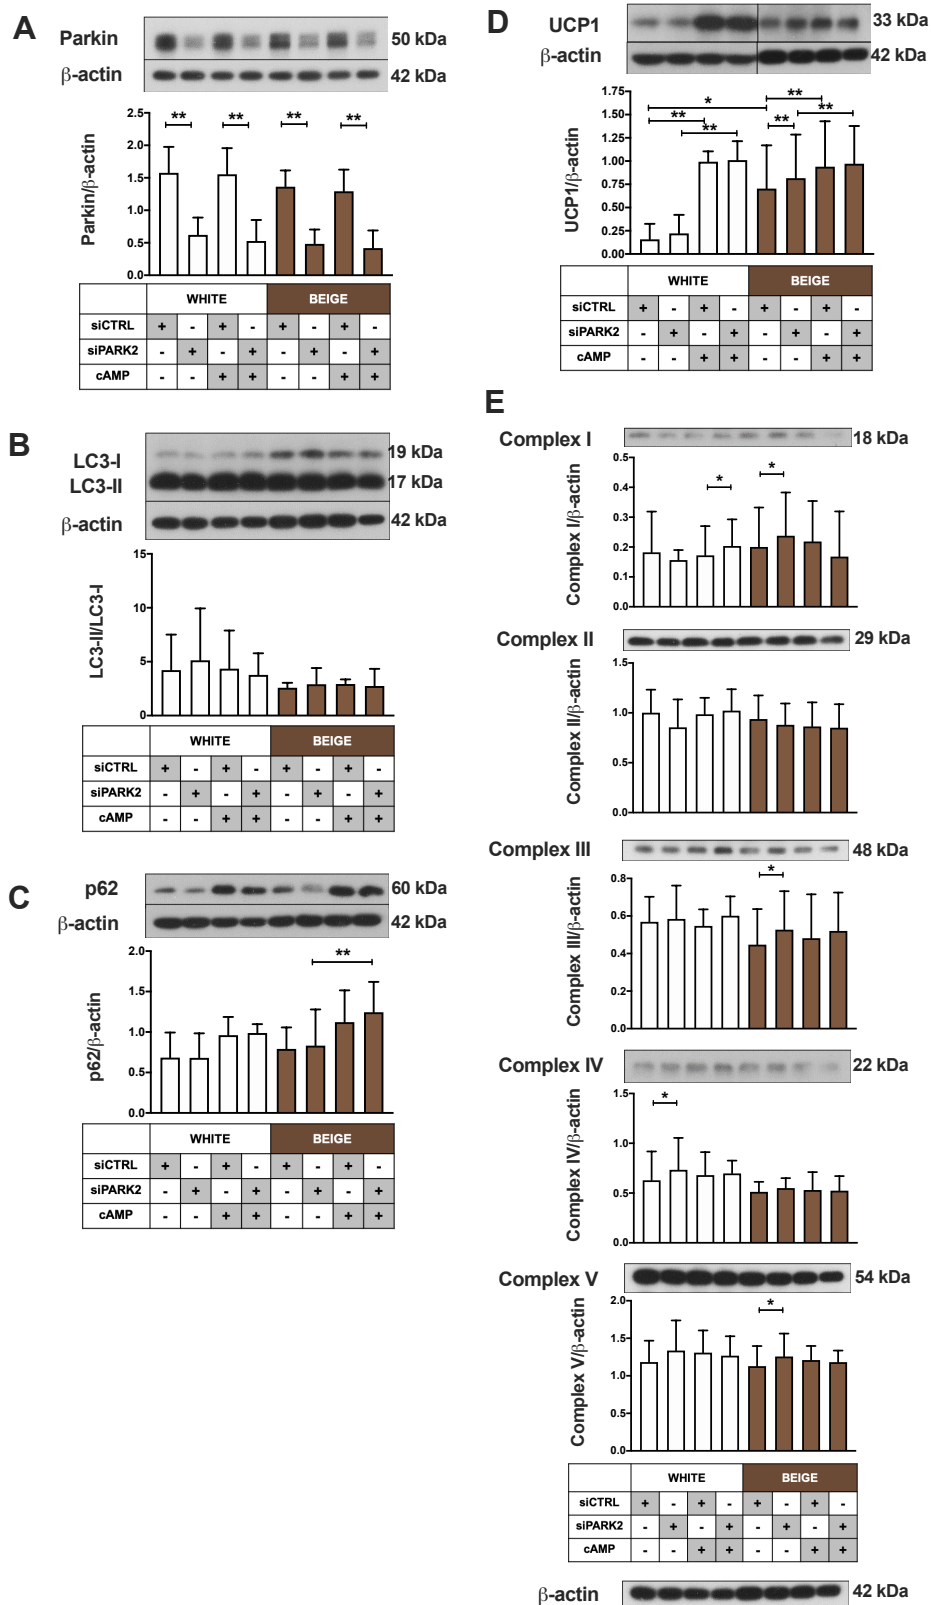 A
Parkin
50 kDa
β-actin
42 kDa
Parkin/β-actin
2.5
2.0
1.5
1.0
0.5
0.0
** ** ** **
WHITE BEIGE
siCTRL + - + - + - + -
siPARK2 - + - + - + - +
cAMP - - + + - - + +
B
LC3-I
19 kDa
LC3-II
17 kDa
β-actin
42 kDa
LC3-II/LC3-I
15
10
5
0
WHITE BEIGE
siCTRL + - + - + - + -
siPARK2 - + - + - + - +
cAMP - - + + - - + +
C
p62
60 kDa
β-actin
42 kDa
p62/β-actin
2.0
1.5
1.0
0.5
0.0
**
WHITE BEIGE
siCTRL + - + - + - + -
siPARK2 - + - + - + - +
cAMP - - + + - - + +
D
UCP1
33 kDa
β-actin
42 kDa
UCP1/β-actin
1.75
1.50
1.25
1.00
0.75
0.50
0.25
0.00
* **
** **
** **
WHITE BEIGE
siCTRL + - + - + - + -
siPARK2 - + - + - + - +
cAMP - - + + - - + +
E
Complex I
18 kDa
Complex I/β-actin
0.5
0.4
0.3
0.2
0.1
0.0
* *
Complex II
29 kDa
Complex II/β-actin
1.5
1.0
0.5
0.0
Complex III
48 kDa
Complex III/β-actin
0.8
0.6
0.4
0.2
0.0
*
Complex IV
22 kDa
Complex IV/β-actin
1.5
1.0
0.5
0.0
*
Complex V
54 kDa
Complex V/β-actin
2.0
1.5
1.0
0.5
0.0
*
WHITE BEIGE
siCTRL + - + - + - + -
siPARK2 - + - + - + - +
cAMP - - + + - - + +
β-actin
42 kDa